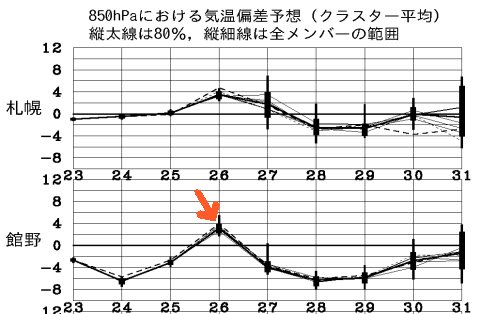 850hPaにおける気温偏差予想（クラスター平均）
縦太線は80%，縦細線は全メンバーの範囲
12
8
4
札幌 0
-4
-8
23 24 25 26 27 28 29 30 31
12
8
4
館野 0
-4
-8
12 23 24 25 26 27 28 29 30 31